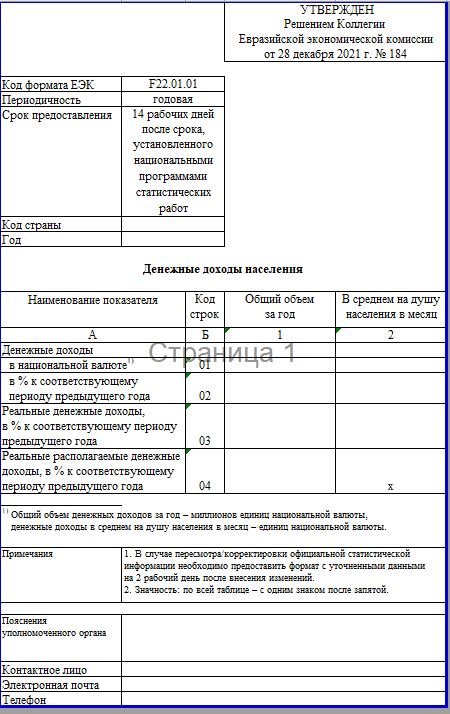 УТВЕРЖДЕН
Решением Коллегии
Евразийской экономической комиссии
от 28 декабря 2021 г. № 184
Код формата ЕЭК F22.01.01
Периодичность годовая
Срок предоставления 14 рабочих дней
после срока,
установленного
национальными
программами
статистических
работ
Код страны
Год
Денежные доходы населения
Наименование показателя Код Общий объем В среднем на душу
строк за год населения в месяц
А Б 1 2
Страница 1
Денежные доходы
в национальной валюте 1) 01
в % к соответствующему
периоду предыдущего года 02
Реальные денежные доходы,
в % к соответствующему периоду
предыдущего года 03
Реальные располагаемые денежные
доходы, в % к соответствующему
периоду предыдущего года 04 х
1) Общий объем денежных доходов за год – миллионов единиц национальной валюты,
денежные доходы в среднем на душу населения в месяц – единиц национальной валюты.
Примечания 1. В случае пересмотра/корректировки официальной статистической
информации необходимо предоставить формат с уточненными данными
на 2 рабочий день после внесения изменений.
2. Значность: по всей таблице – с одним знаком после запятой.
Пояснения
уполномоченного органа
Контактное лицо
Электронная почта
Телефон